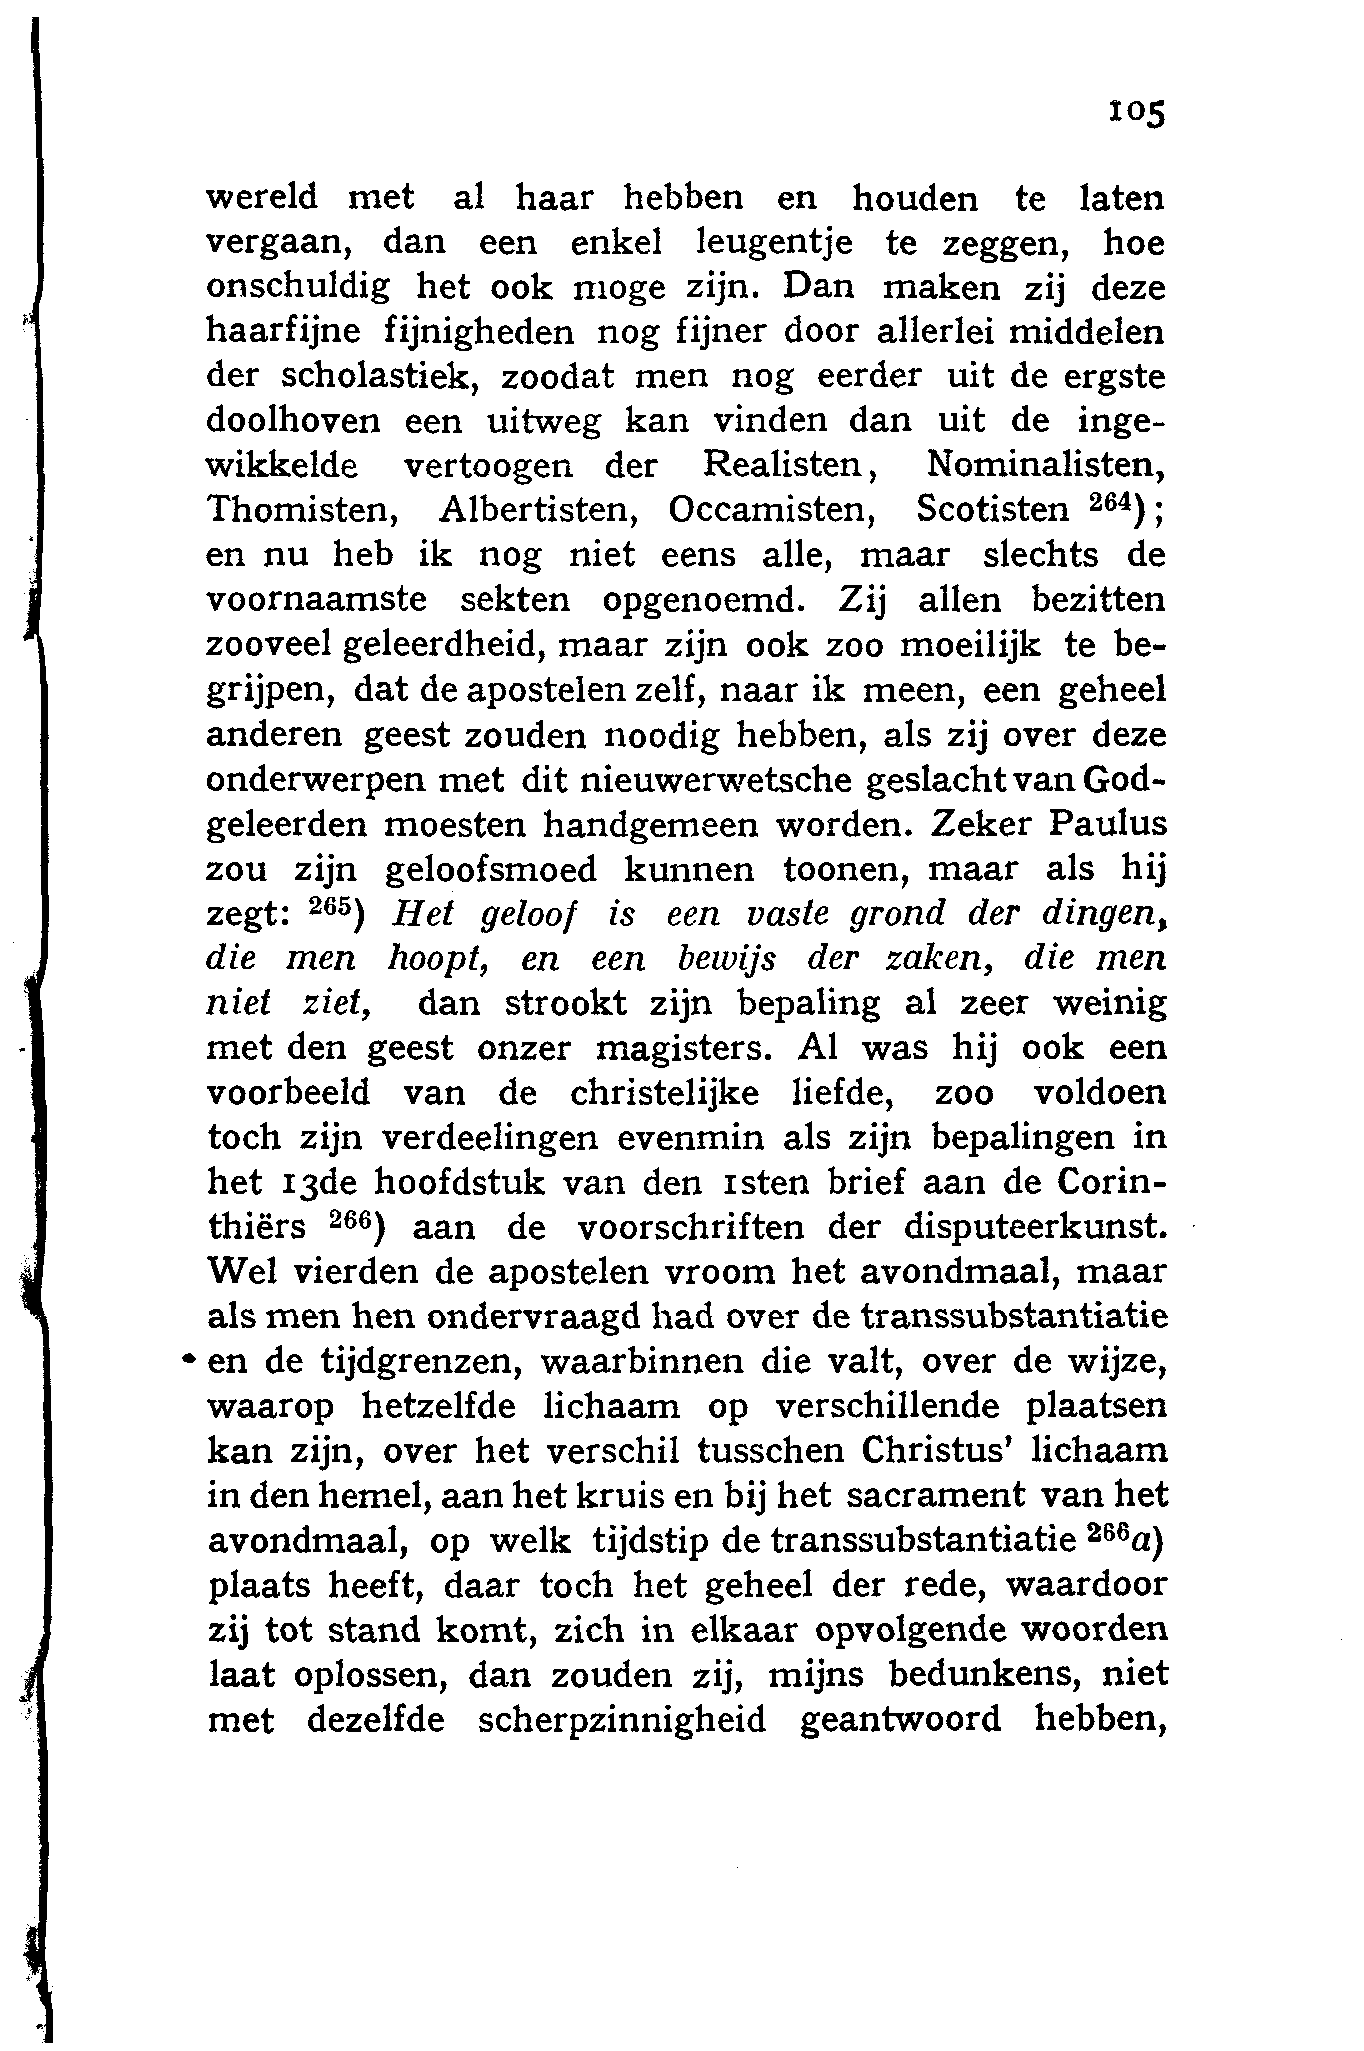 105
wereld met al haar hebben en houden te laten
vergaan, dan een enkel leugentje te zeggen, hoe
onschuldig het ook moge zijn. Dan maken zij deze
haarfijne fijnigheden nog fijner door allerlei middelen
der scholastiek, zoodat men nog eerder uit de ergste
doolhoven een uitweg kan vinden dan uit de inge-
wikkelde vertoogen der Realisten, Nominalisten,
Thomisten, Albertisten, Occamisten, Scotisten ²⁶⁴);
en nu heb ik nog niet eens alle, maar slechts de
voornaamste sekten opgenoemd. Zij allen bezitten
zooveel geleerdheid, maar zijn ook zoo moeilijk te be-
grijpen, dat de apostelen zelf, naar ik meen, een geheel
anderen geest zouden noodig hebben, als zij over deze
onderwerpen met dit nieuwerwetsche geslacht van God-
geleerden moesten handgemeen worden. Zeker Paulus
zou zijn geloofsmoed kunnen toonen, maar als hij
zegt: ²⁶⁵) Het geloof is een vaste grond der dingen,
die men hoopt, en een bewijs der zaken, die men
niet ziet, dan strookt zijn bepaling al zeer weinig
met den geest onzer magisters. Al was hij ook een
voorbeeld van de christelijke liefde, zoo voldoen
toch zijn verdeelingen evenmin als zijn bepalingen in
het 13de hoofdstuk van den 1sten brief aan de Corin-
thiërs ²⁶⁶) aan de voorschriften der disputeerkunst.
Wel vierden de apostelen vroom het avondmaal, maar
als men hen ondervraagd had over de transsubstantiatie
en de tijdgrenzen, waarbinnen die valt, over de wijze,
waarop hetzelfde lichaam op verschillende plaatsen
kan zijn, over het verschil tusschen Christus' lichaam
in den hemel, aan het kruis en bij het sacrament van het
avondmaal, op welk tijdstip de transsubstantiatie ²⁶⁶a)
plaats heeft, daar toch het geheel der rede, waardoor
zij tot stand komt, zich in elkaar opvolgende woorden
laat oplossen, dan zouden zij, mijns bedunkens, niet
met dezelfde scherpzinnigheid geantwoord hebben,